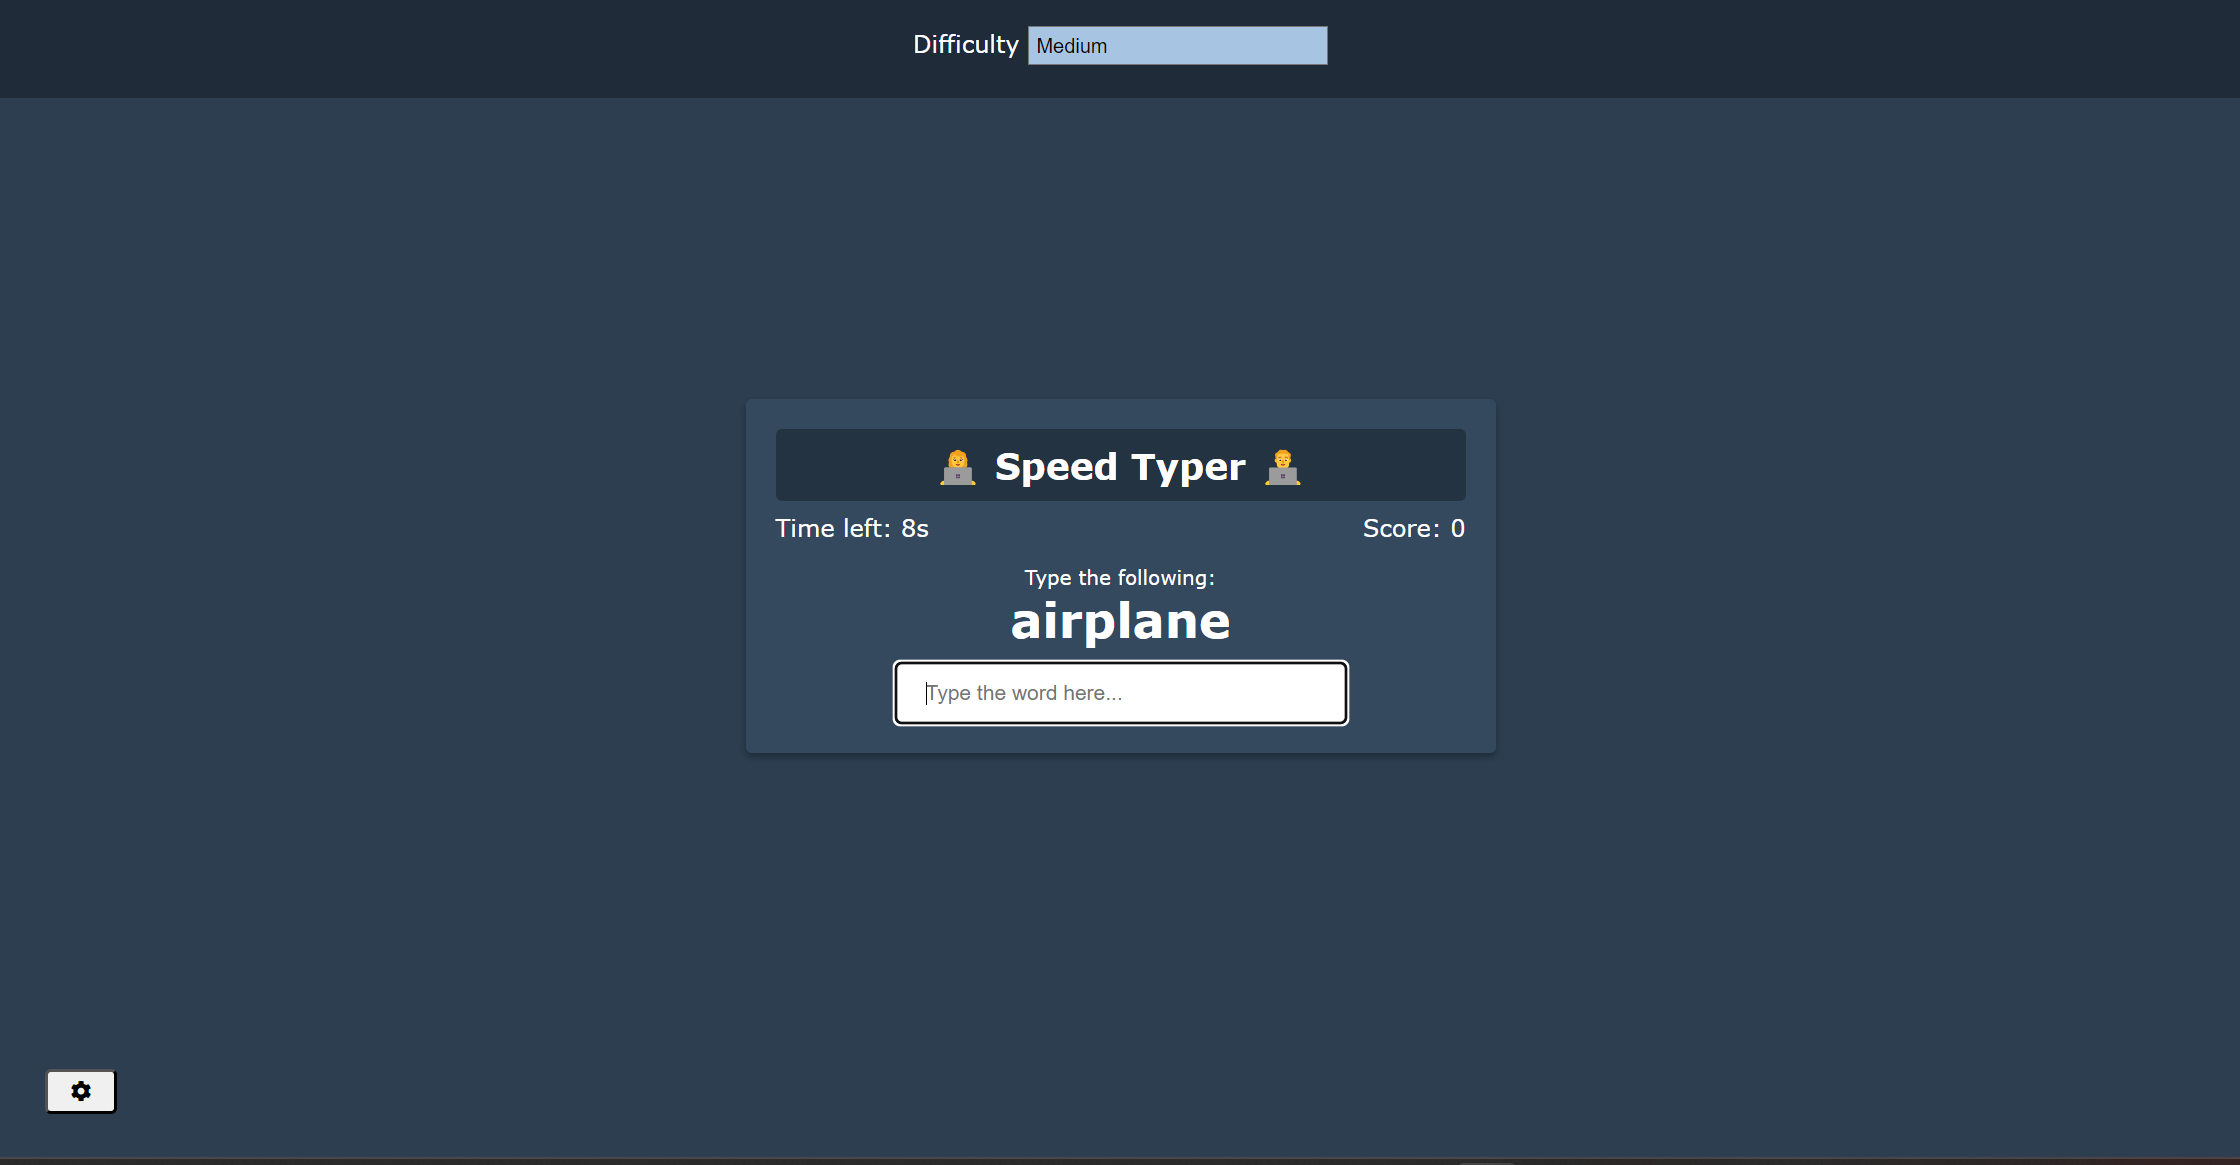 Difficulty Medium
Speed Typer
Time left: 8s Score: 0
Type the following:
airplane
Type the word here...